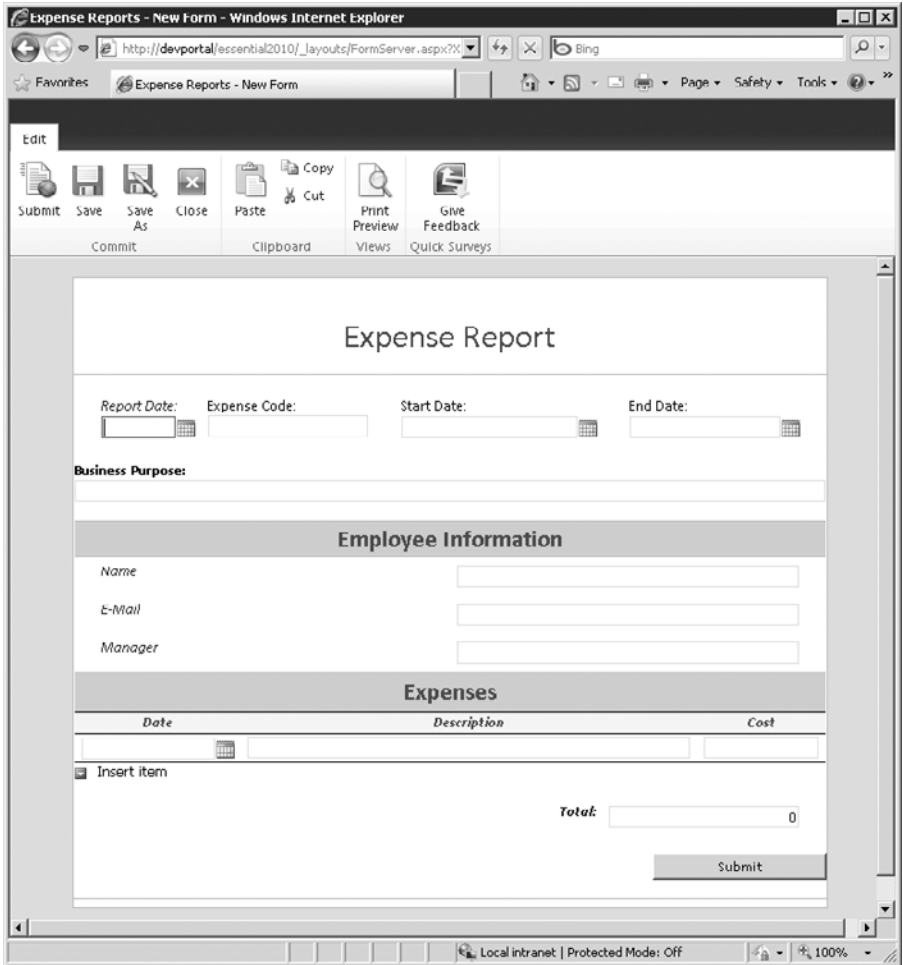 Expense Reports - New Form - Windows Internet Explorer
http://devportal/essential2010/_layouts/FormServer.aspx?X
Bing
Favorites
Expense Reports - New Form
Page
Safety
Tools
Edit
Submit
Save
Save As
Close
Paste
Copy
Cut
Print Preview
Give Feedback
Commit
Clipboard
Views
Quick Surveys
Expense Report
Report Date:
Expense Code:
Start Date:
End Date:
Business Purpose:
Employee Information
Name
E-Mail
Manager
Expenses
Date
Description
Cost
Insert item
Total:
0
Submit
Local intranet | Protected Mode: Off
100%